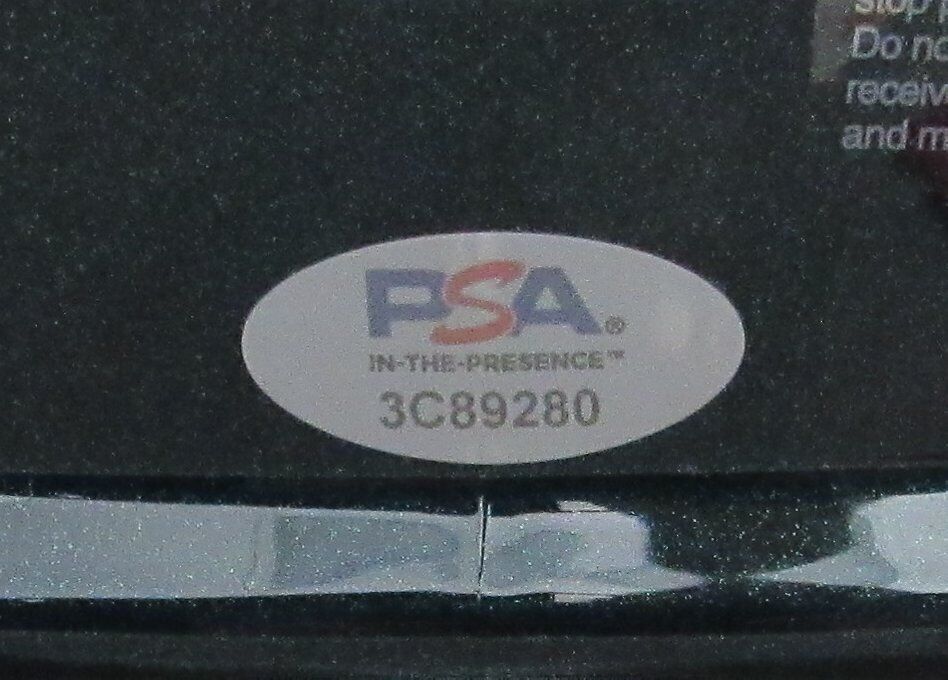 Do no
receiv
and m
PSA®
IN-THE-PRESENCE™
3C89280